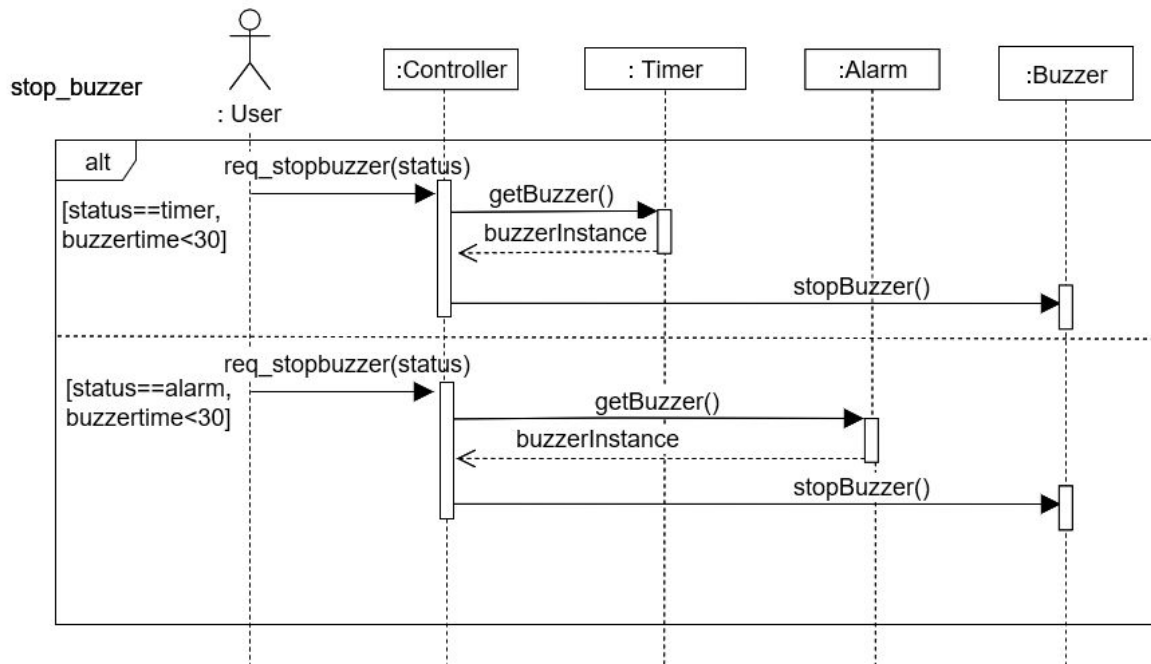 stop_buzzer
: User
:Controller
: Timer
:Alarm
:Buzzer
alt
req_stopbuzzer(status)
[status==timer,
buzzertime<30]
getBuzzer()
buzzerInstance
stopBuzzer()
req_stopbuzzer(status)
[status==alarm,
buzzertime<30]
getBuzzer()
buzzerInstance
stopBuzzer()